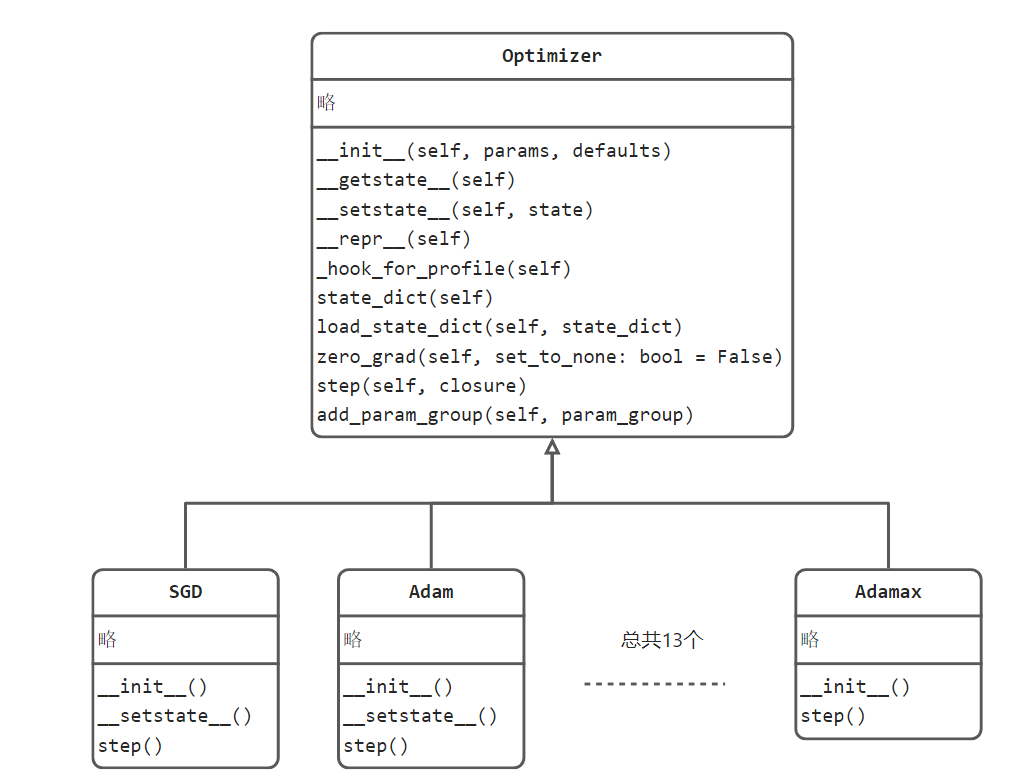 Optimizer
略
__init__(self, params, defaults)
__getstate__(self)
__setstate__(self, state)
__repr__(self)
_hook_for_profile(self)
state_dict(self)
load_state_dict(self, state_dict)
zero_grad(self, set_to_none: bool = False)
step(self, closure)
add_param_group(self, param_group)
SGD
略
__init__()
__setstate__()
step()
Adam
略
__init__()
__setstate__()
step()
总共13个
Adamax
略
__init__()
step()